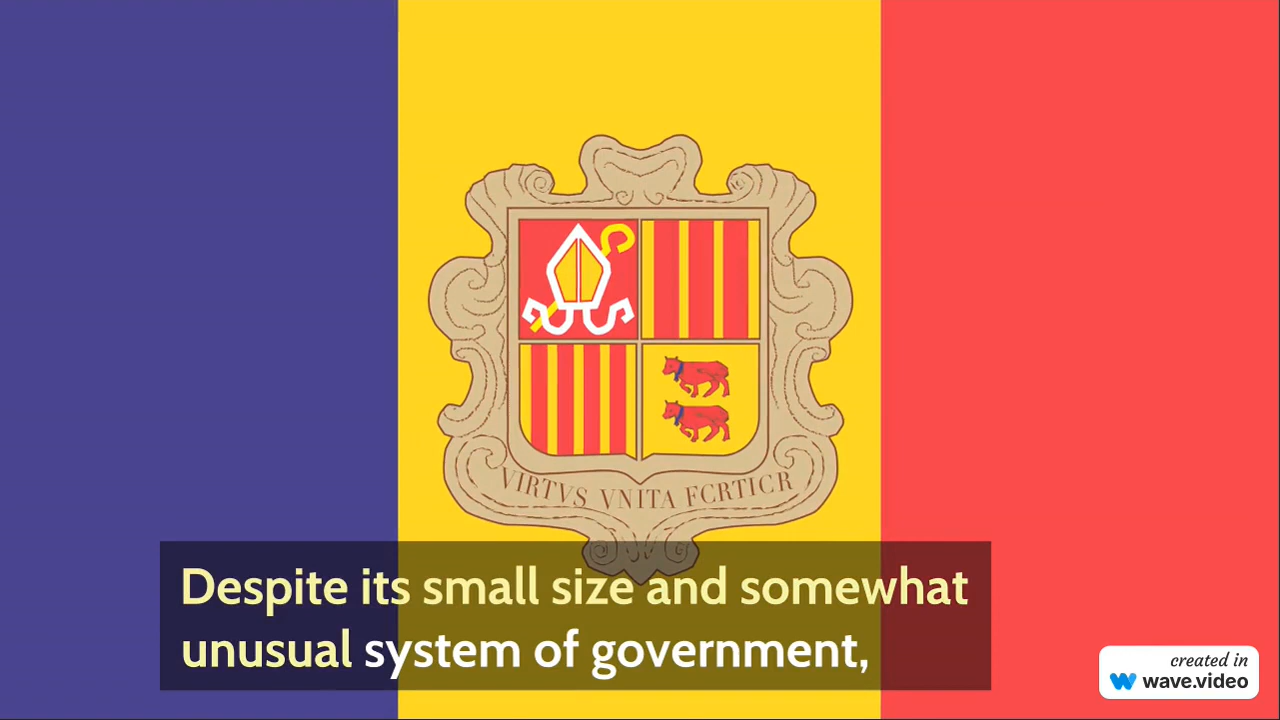 VIRTVS VNITA FCRTICR
Despite its small size and somewhat
unusual system of government,
created in
wave.video